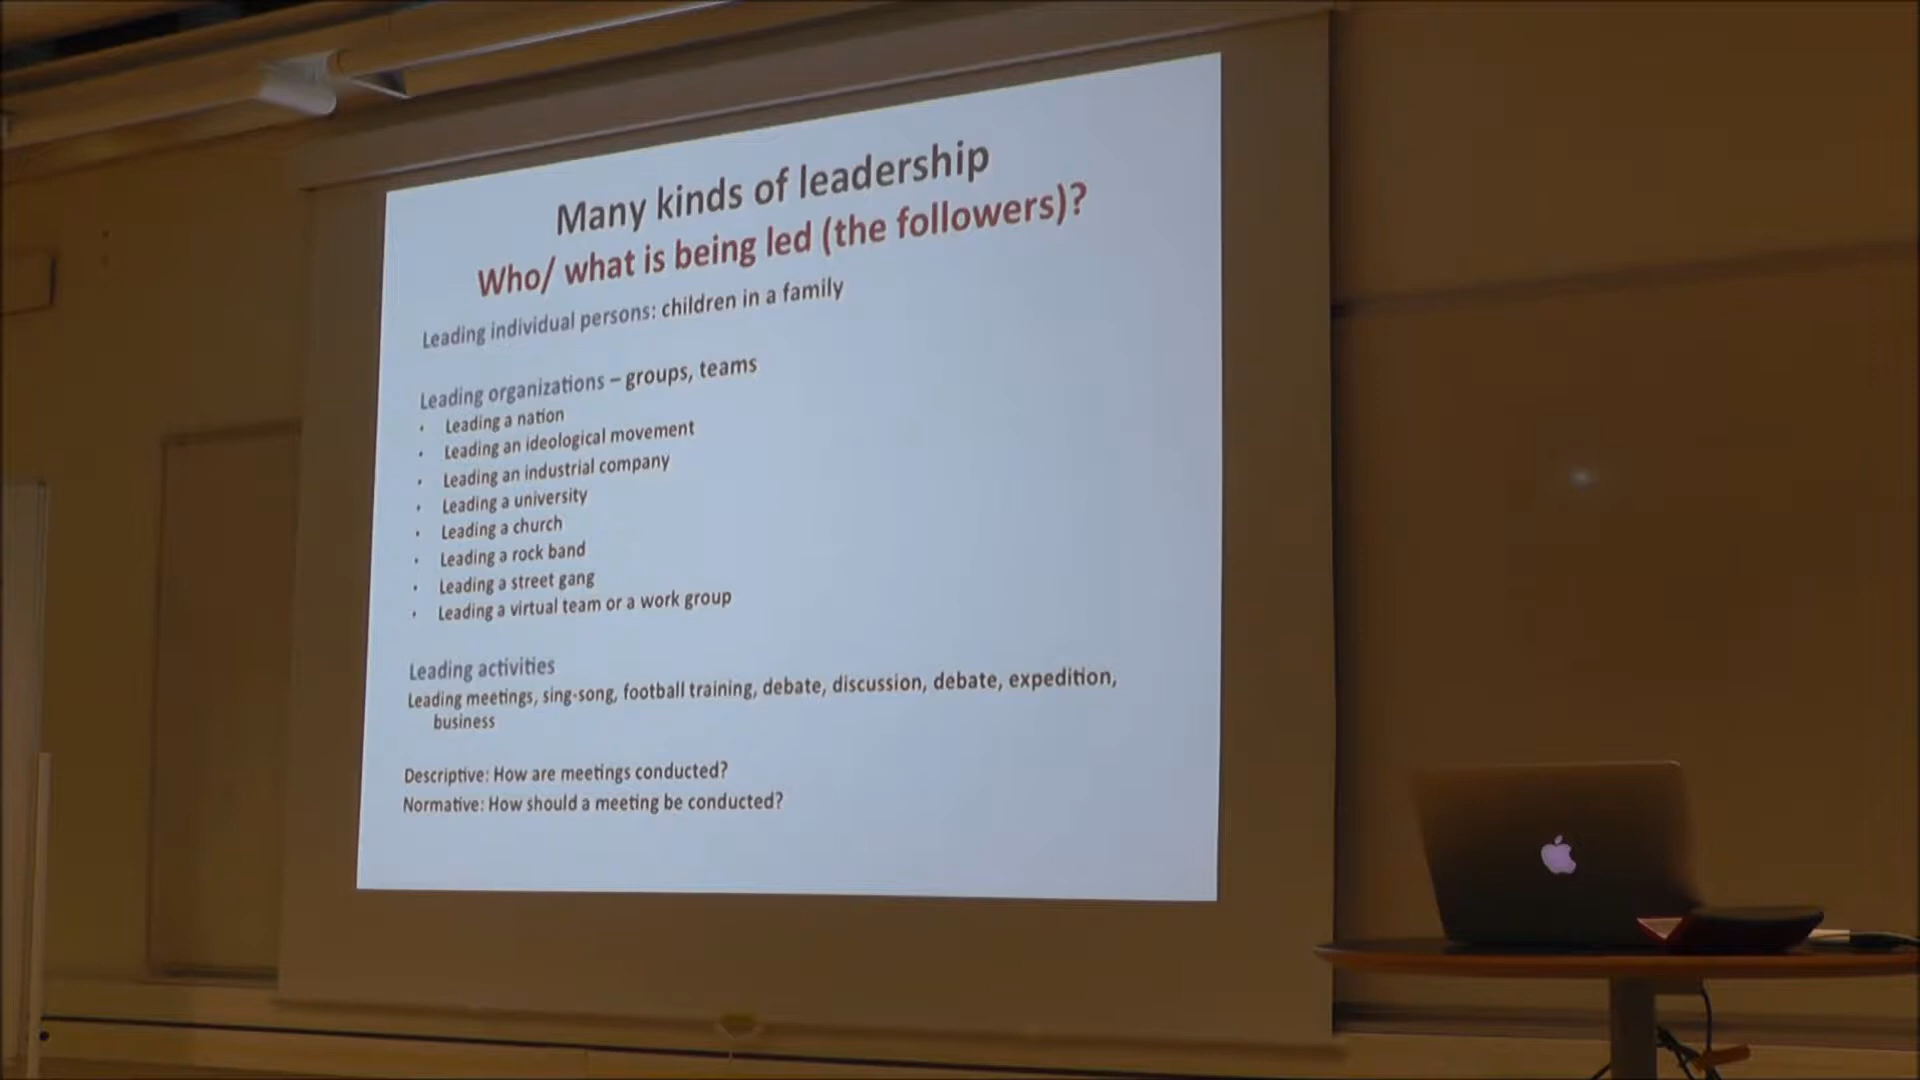 Many kinds of leadership
Who/ what is being led (the followers)?
Leading individual persons: children in a family
Leading organizations – groups, teams
• Leading a nation
• Leading an ideological movement
• Leading an industrial company
• Leading a university
• Leading a church
• Leading a rock band
• Leading a street gang
• Leading a virtual team or a work group
Leading activities
Leading meetings, sing-song, football training, debate, discussion, debate, expedition,
business
Descriptive: How are meetings conducted?
Normative: How should a meeting be conducted?